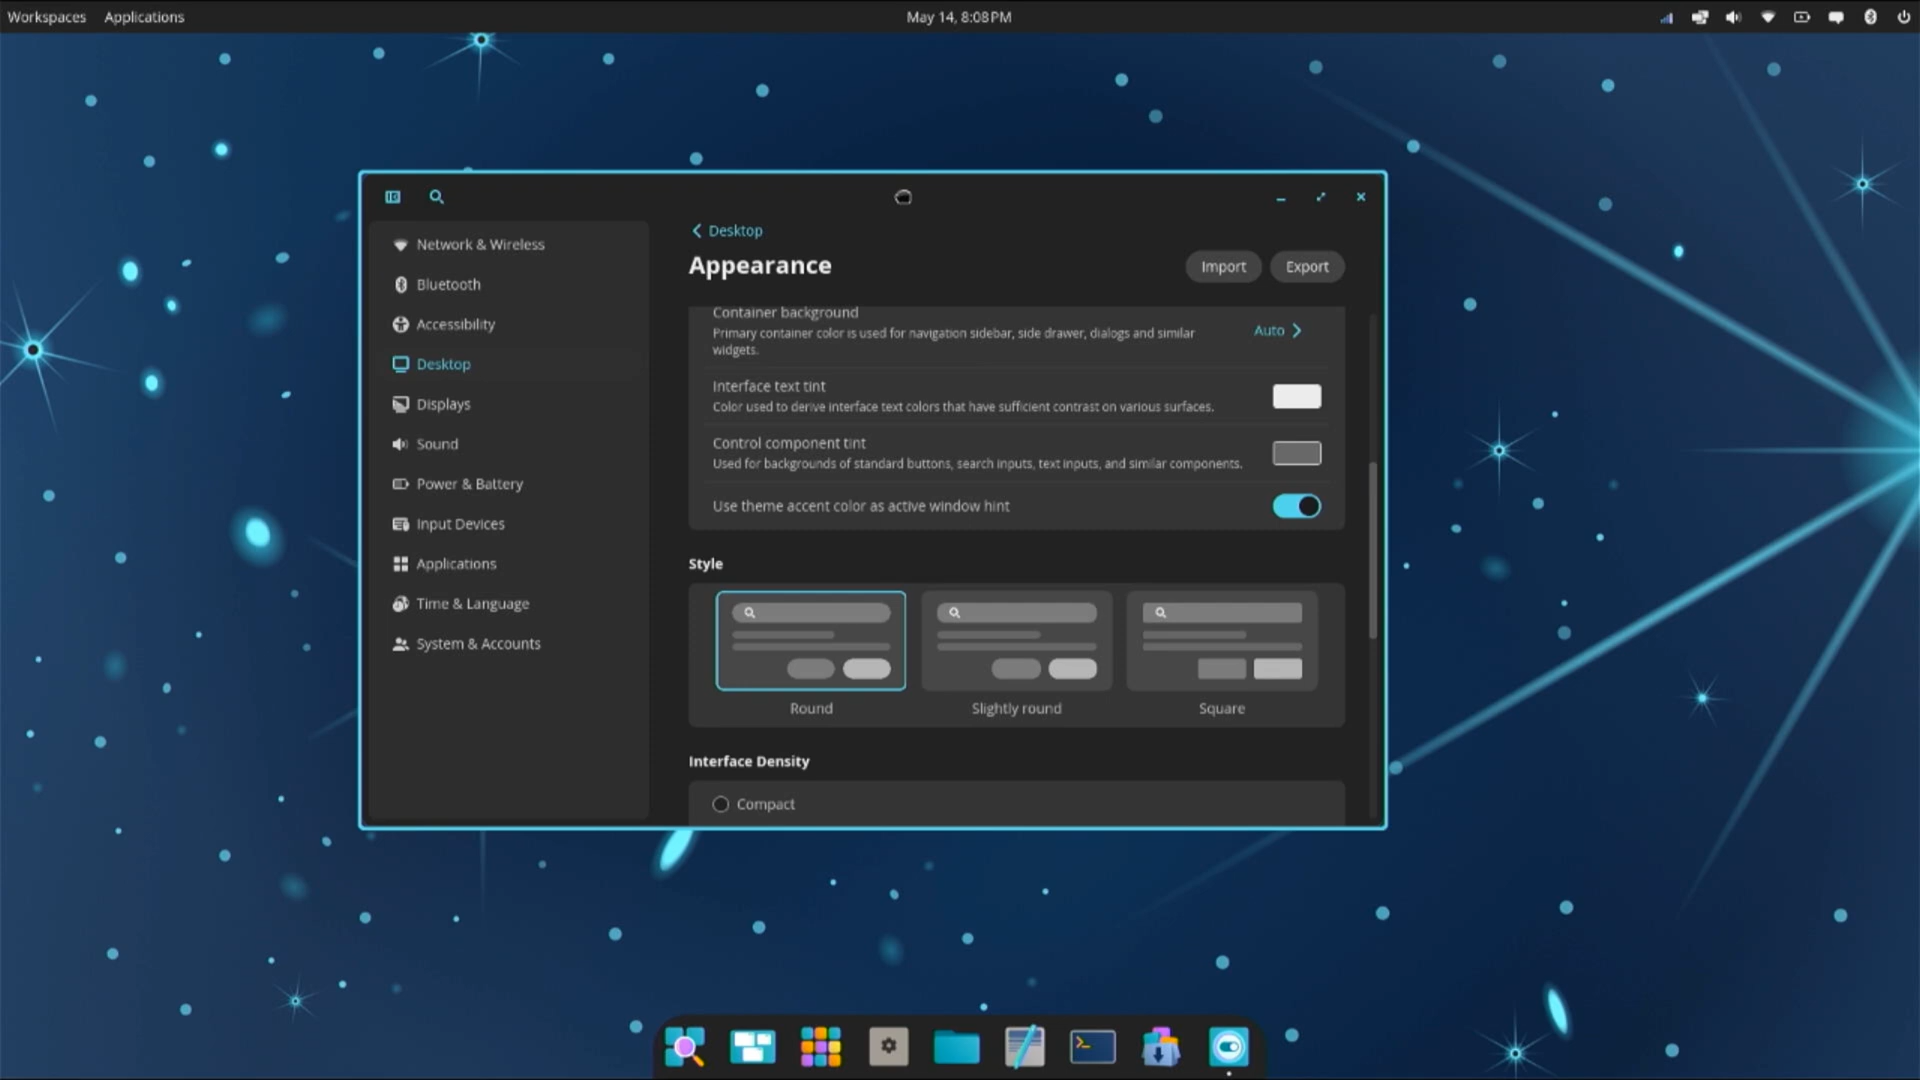 Workspaces Applications May 14, 8:08 PM
Desktop
Appearance
Import Export
Network & Wireless
Bluetooth
Accessibility
Desktop
Displays
Sound
Power & Battery
Input Devices
Applications
Time & Language
System & Accounts
Container background
Primary container color is used for navigation sidebar, side drawer, dialogs and similar
widgets.
Auto
Interface text tint
Color used to derive interface text colors that have sufficient contrast on various surfaces.
Control component tint
Used for backgrounds of standard buttons, search inputs, text inputs, and similar components.
Use theme accent color as active window hint
Style
Round Slightly round Square
Interface Density
Compact